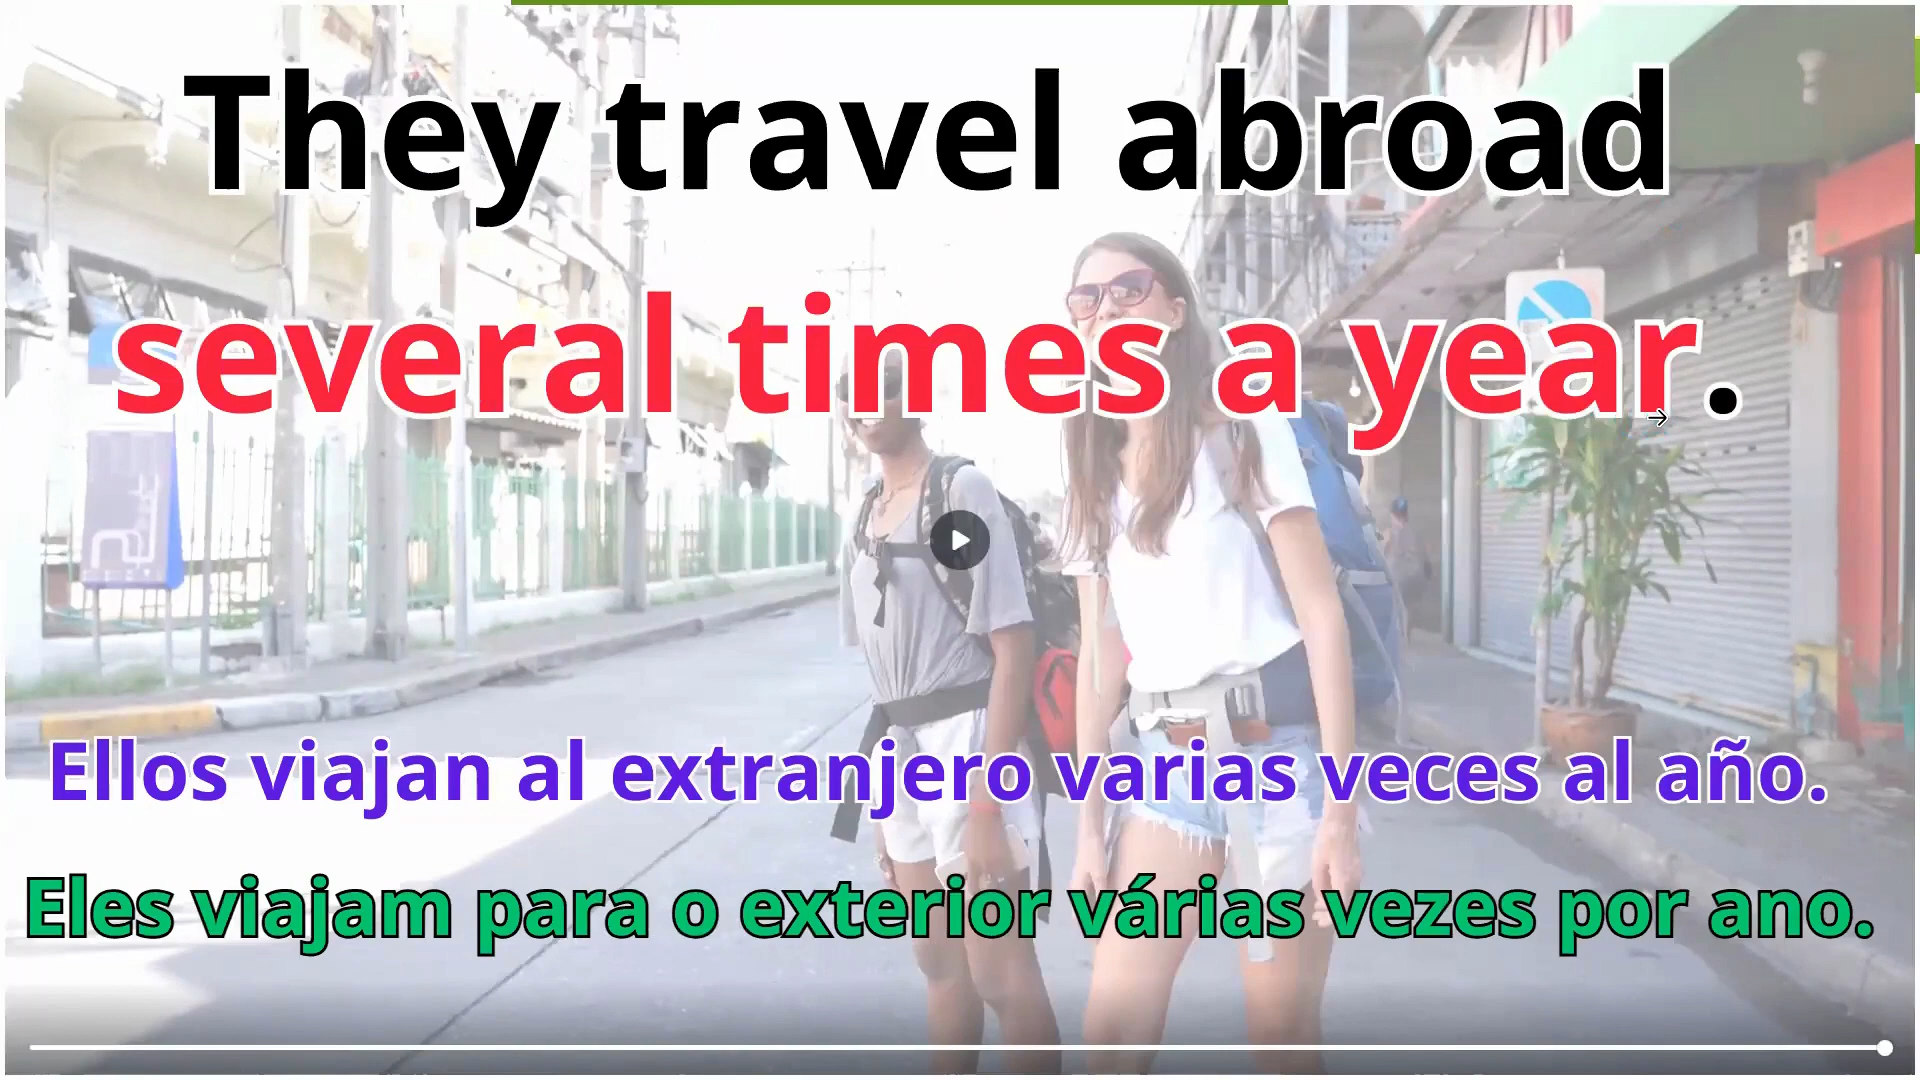 They travel abroad
several times a year.
Ellos viajan al extranjero varias veces al año.
Eles viajam para o exterior várias vezes por ano.